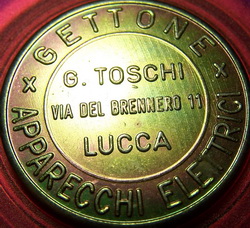 GETTONE
G. TOSCHI
VIA DEL BRENNERO 11
LUCCA
APPARECCHI ELETTRICI